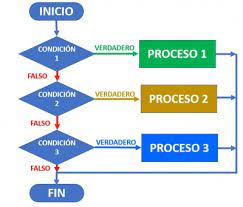 INICIO
CONDICIÓN
1
VERDADERO
PROCESO 1
FALSO
CONDICIÓN
2
VERDADERO
PROCESO 2
FALSO
CONDICIÓN
3
VERDADERO
PROCESO 3
FALSO
FIN